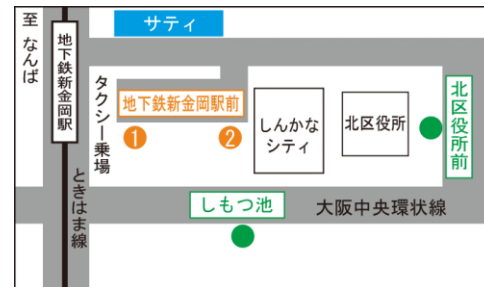 至 なんば
地下鉄新金岡駅
サティ
タクシー乗場
地下鉄新金岡駅前
1
2
しんかな
シティ
北区役所
北区役所前
ときはま線
しもつ池
大阪中央環状線